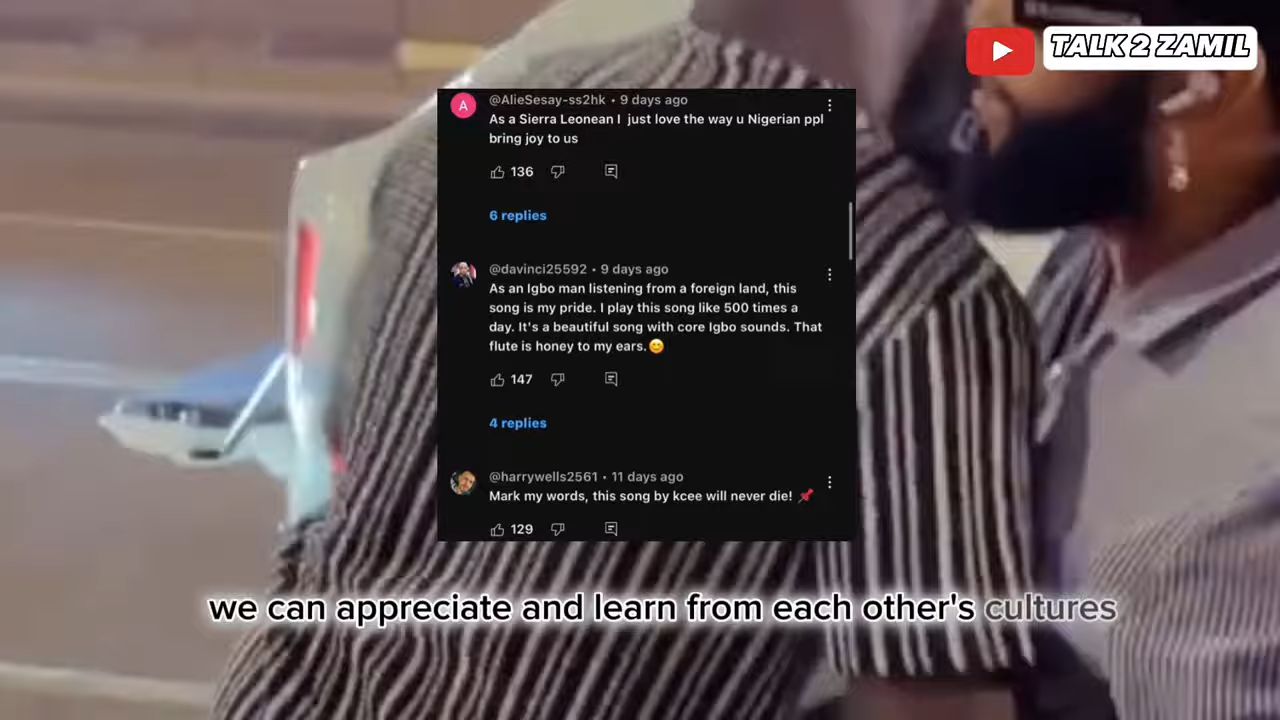 TALK 2 ZAMIL
A
@AlieSesay-ss2hk • 9 days ago
As a Sierra Leonean I just love the way u Nigerian ppl
bring joy to us
136
6 replies
@davinci25592 • 9 days ago
As an Igbo man listening from a foreign land, this
song is my pride. I play this song like 500 times a
day. It's a beautiful song with core Igbo sounds. That
flute is honey to my ears.😊
147
4 replies
@harrywells2561 • 11 days ago
Mark my words, this song by kcee will never die! 📌
129
we can appreciate and learn from each other's cultures